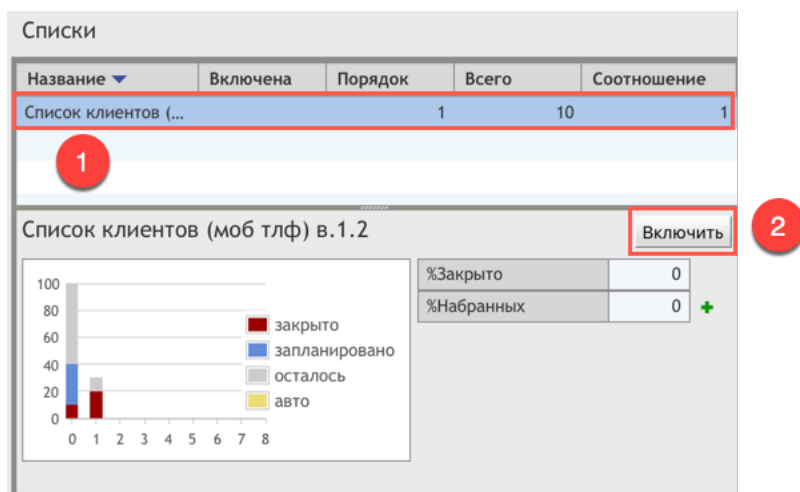 Списки
Название Включена Порядок Всего Соотношение
Список клиентов (... 1 10 1
1
Список клиентов (моб тлф) в.1.2 Включить 2
%Закрыто 0
%Набранных 0
100
80
60
40
20
0
0 1 2 3 4 5 6 7 8
закрыто
запланировано
осталось
авто